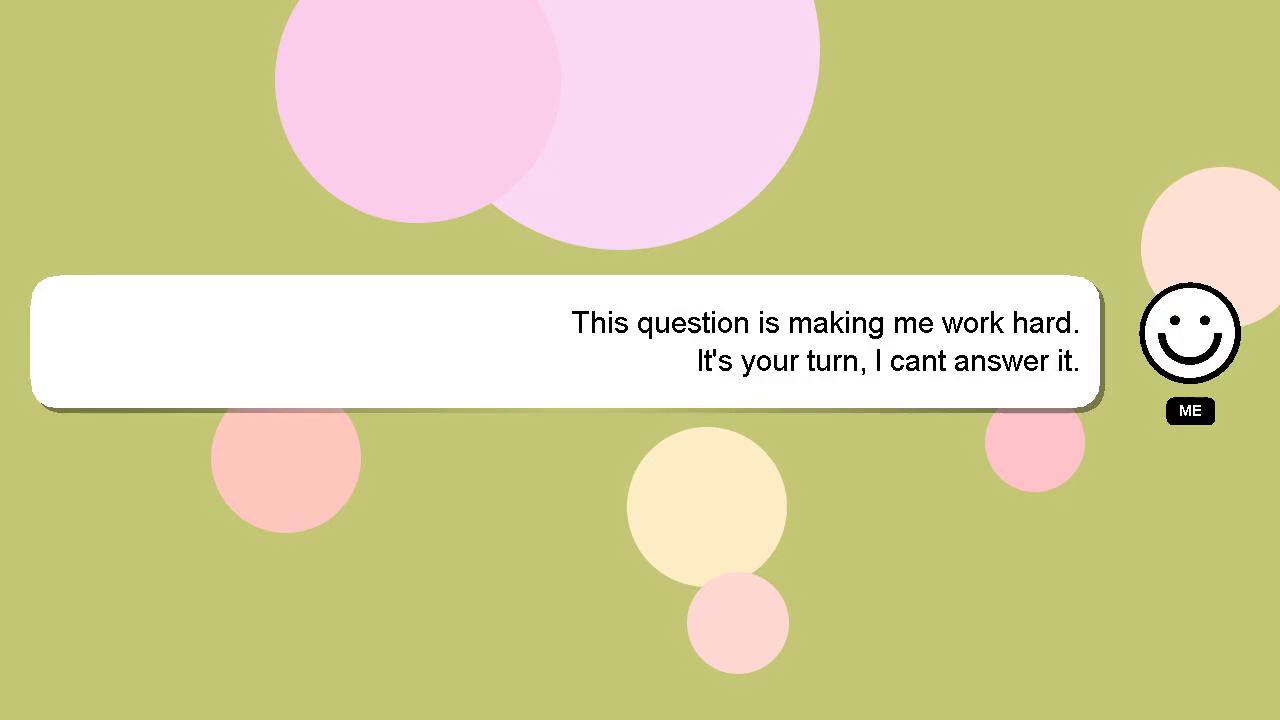 This question is making me work hard.
It's your turn, I cant answer it.
ME